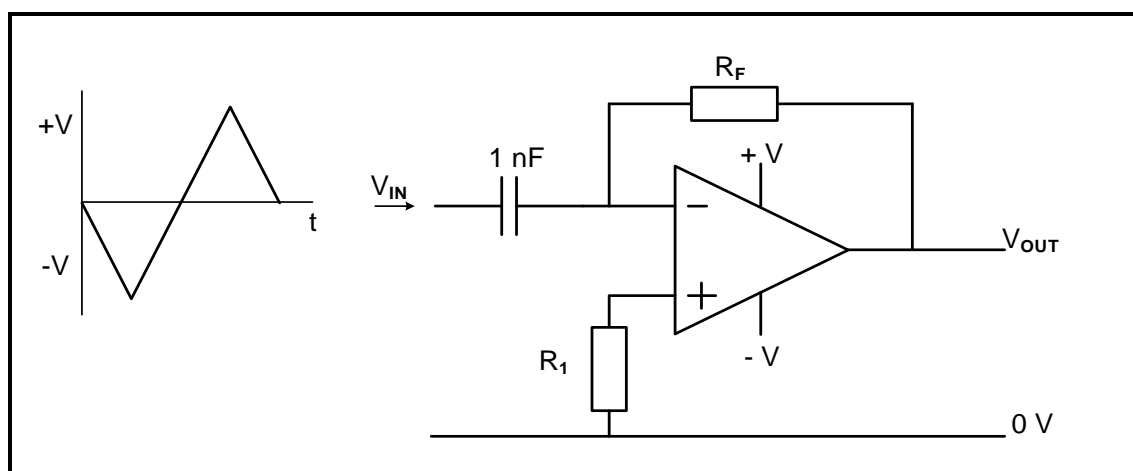 +V
-V
t
V_IN
1 nF
R_F
+ V
−
+
- V
V_OUT
R_1
0 V